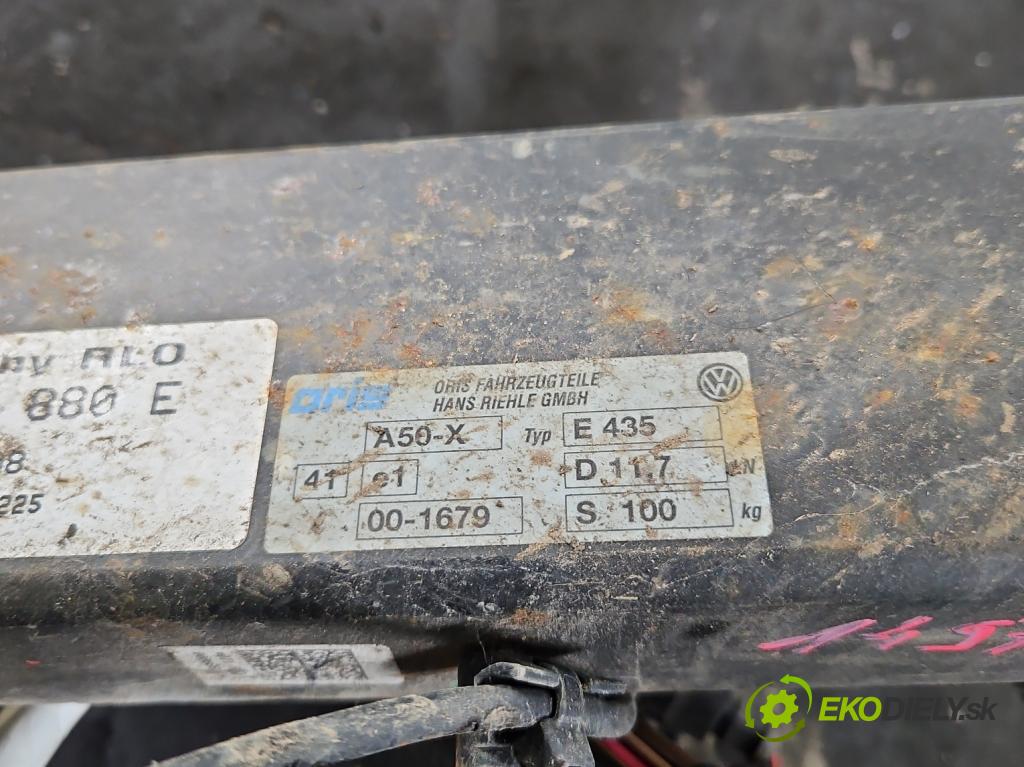 RLO
880 E
8
225
oris
ORIS FAHRZEUGTEILE
HANS RIEHLE GMBH
A50-X Typ E 435
41 e1 D 11,7 kN
00-1679 S 100 kg
EKODIELY.sk